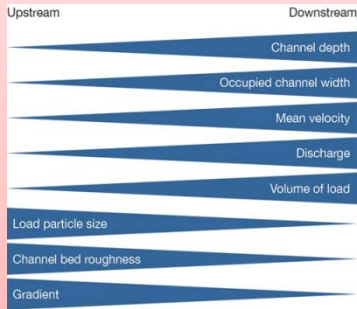 Upstream Downstream
Channel depth
Occupied channel width
Mean velocity
Discharge
Volume of load
Load particle size
Channel bed roughness
Gradient